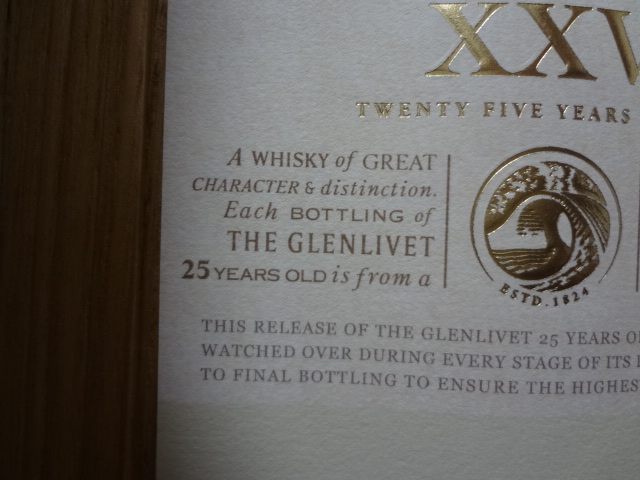 XXV
TWENTY FIVE YEARS
A WHISKY of GREAT
CHARACTER & distinction.
Each BOTTLING of
THE GLENLIVET
25 YEARS OLD is from a
ESTD. 1824
THIS RELEASE OF THE GLENLIVET 25 YEARS
WATCHED OVER DURING EVERY STAGE OF ITS
TO FINAL BOTTLING TO ENSURE THE HIGHES